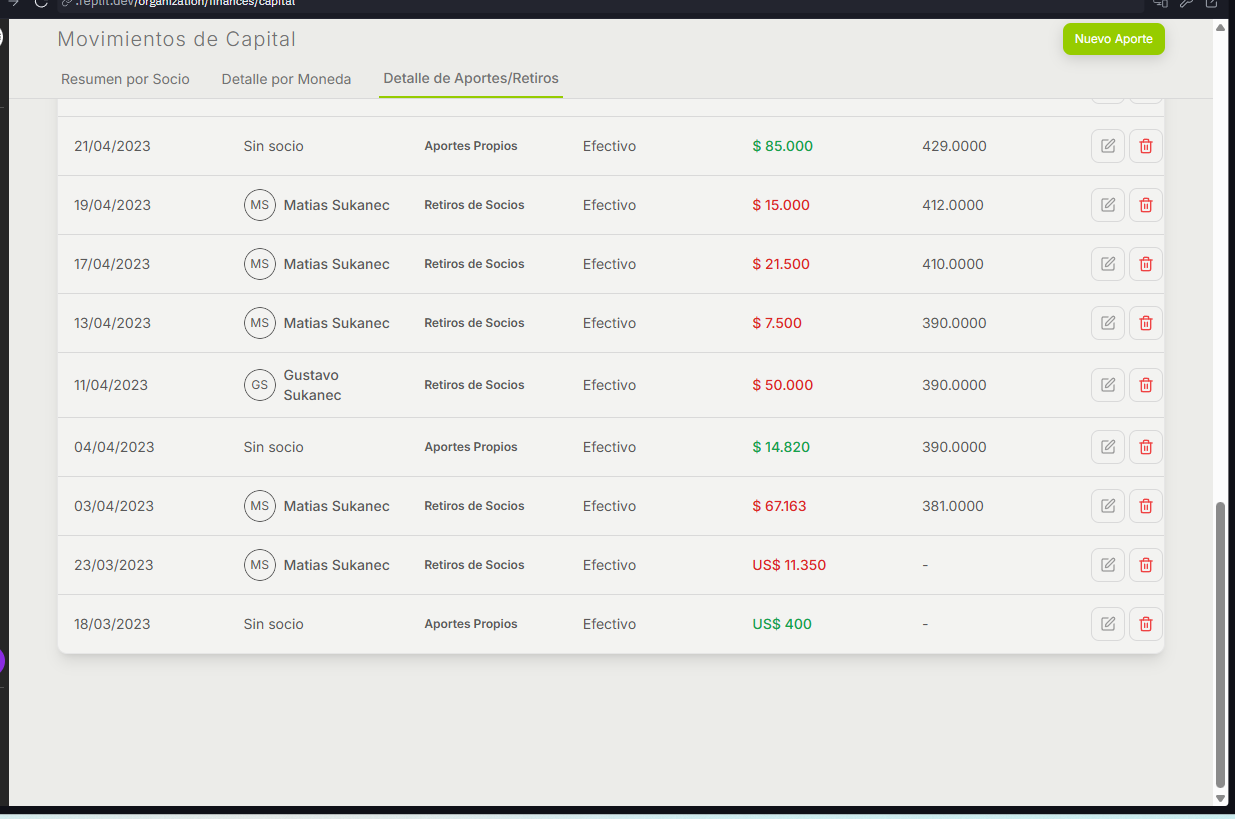 .replit.dev/organization/finances/capital
Movimientos de Capital
Nuevo Aporte
Resumen por Socio Detalle por Moneda Detalle de Aportes/Retiros
21/04/2023 Sin socio Aportes Propios Efectivo $ 85.000 429.0000
19/04/2023 MS Matias Sukanec Retiros de Socios Efectivo $ 15.000 412.0000
17/04/2023 MS Matias Sukanec Retiros de Socios Efectivo $ 21.500 410.0000
13/04/2023 MS Matias Sukanec Retiros de Socios Efectivo $ 7.500 390.0000
11/04/2023 GS Gustavo Sukanec Retiros de Socios Efectivo $ 50.000 390.0000
04/04/2023 Sin socio Aportes Propios Efectivo $ 14.820 390.0000
03/04/2023 MS Matias Sukanec Retiros de Socios Efectivo $ 67.163 381.0000
23/03/2023 MS Matias Sukanec Retiros de Socios Efectivo US$ 11.350 -
18/03/2023 Sin socio Aportes Propios Efectivo US$ 400 -